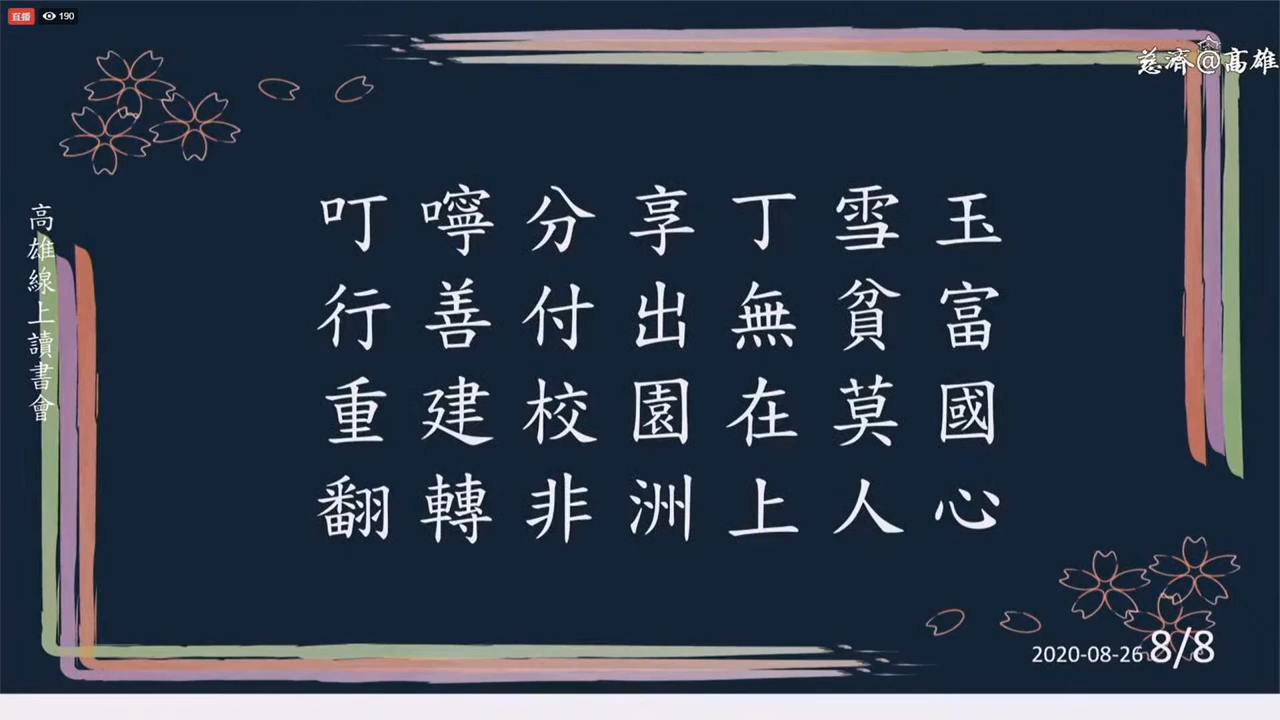 直播 190
慈濟@高雄
高雄線上讀書會
叮嚀分享丁雪玉
行善付出無貧富
重建校園在莫國
翻轉非洲上人心
2020-08-26 8/8